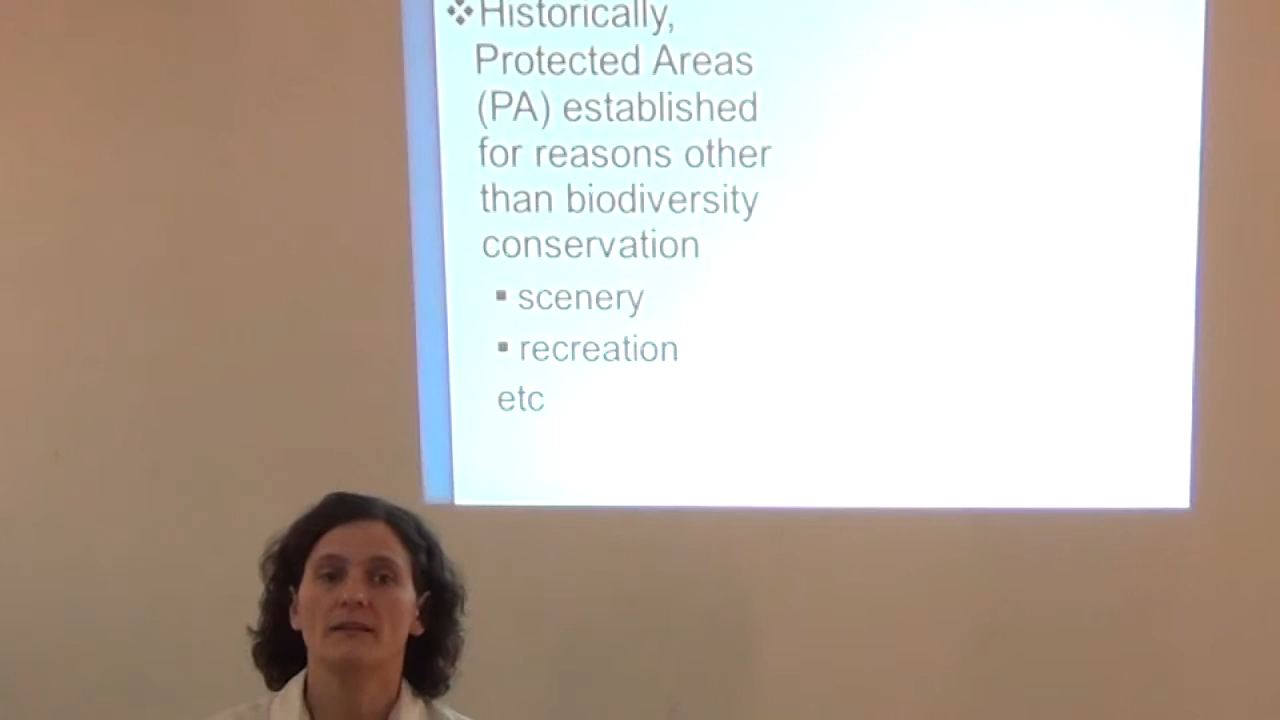 ❖Historically,
Protected Areas
(PA) established
for reasons other
than biodiversity
conservation
▪ scenery
▪ recreation
etc